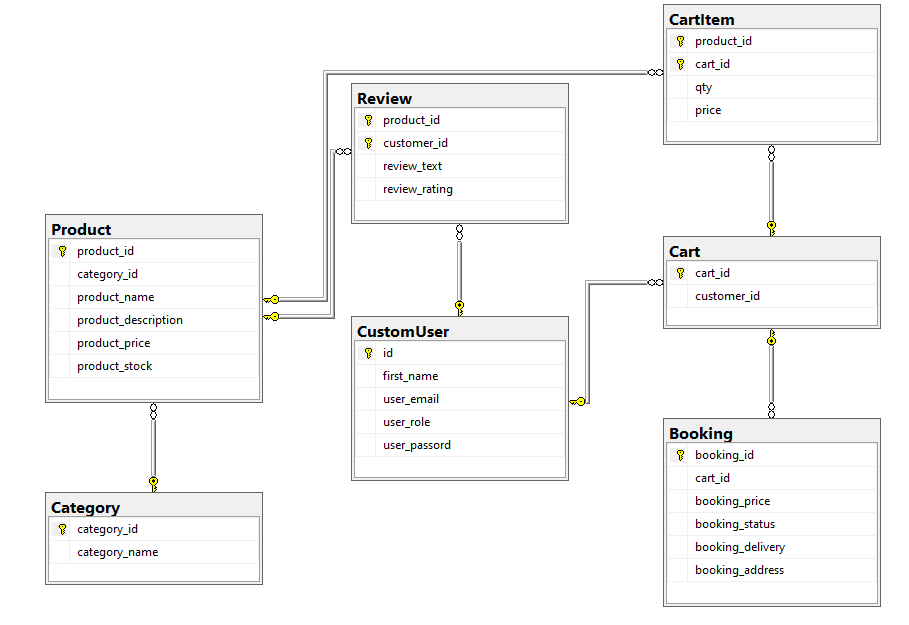 CartItem
product_id
cart_id
qty
price
Review
product_id
customer_id
review_text
review_rating
Product
product_id
category_id
product_name
product_description
product_price
product_stock
Cart
cart_id
customer_id
CustomUser
id
first_name
user_email
user_role
user_passord
Booking
booking_id
cart_id
booking_price
booking_status
booking_delivery
booking_address
Category
category_id
category_name